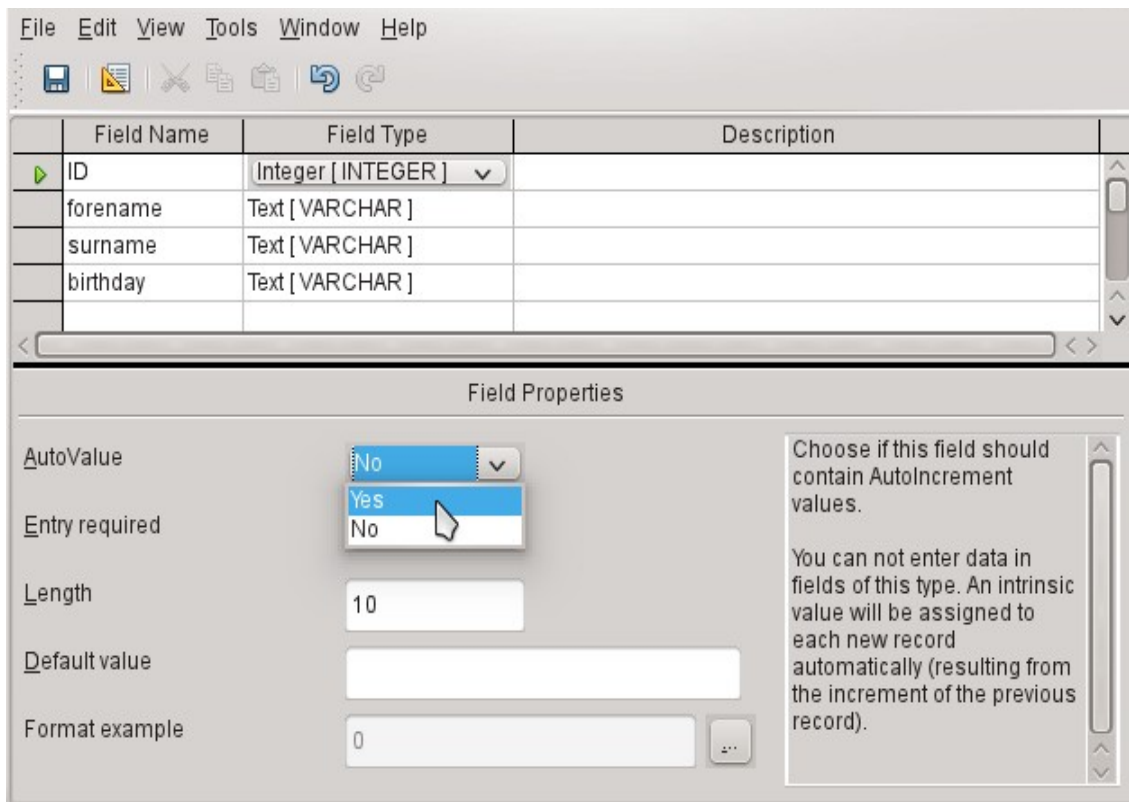 File Edit View Tools Window Help
Field Name Field Type Description
ID Integer [ INTEGER ]
forename Text [ VARCHAR ]
surname Text [ VARCHAR ]
birthday Text [ VARCHAR ]
Field Properties
AutoValue No
Yes
No
Entry required
Length 10
Default value
Format example 0 ...
Choose if this field should
contain AutoIncrement
values.
You can not enter data in
fields of this type. An intrinsic
value will be assigned to
each new record
automatically (resulting from
the increment of the previous
record).